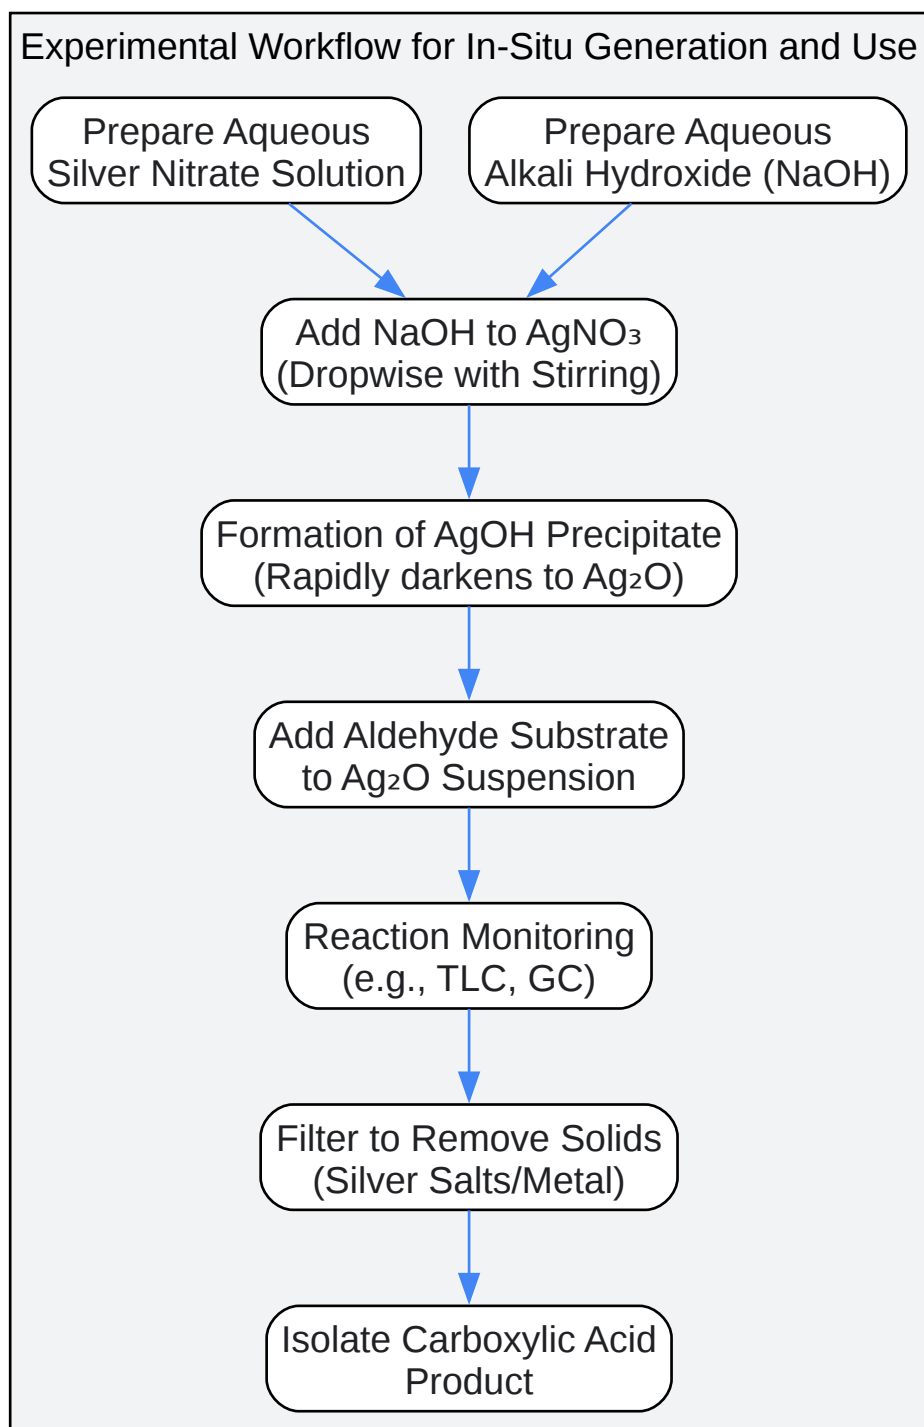 Experimental Workflow for In-Situ Generation and Use
Prepare Aqueous
Silver Nitrate Solution
Prepare Aqueous
Alkali Hydroxide (NaOH)
Add NaOH to AgNO₃
(Dropwise with Stirring)
Formation of AgOH Precipitate
(Rapidly darkens to Ag₂O)
Add Aldehyde Substrate
to Ag₂O Suspension
Reaction Monitoring
(e.g., TLC, GC)
Filter to Remove Solids
(Silver Salts/Metal)
Isolate Carboxylic Acid
Product